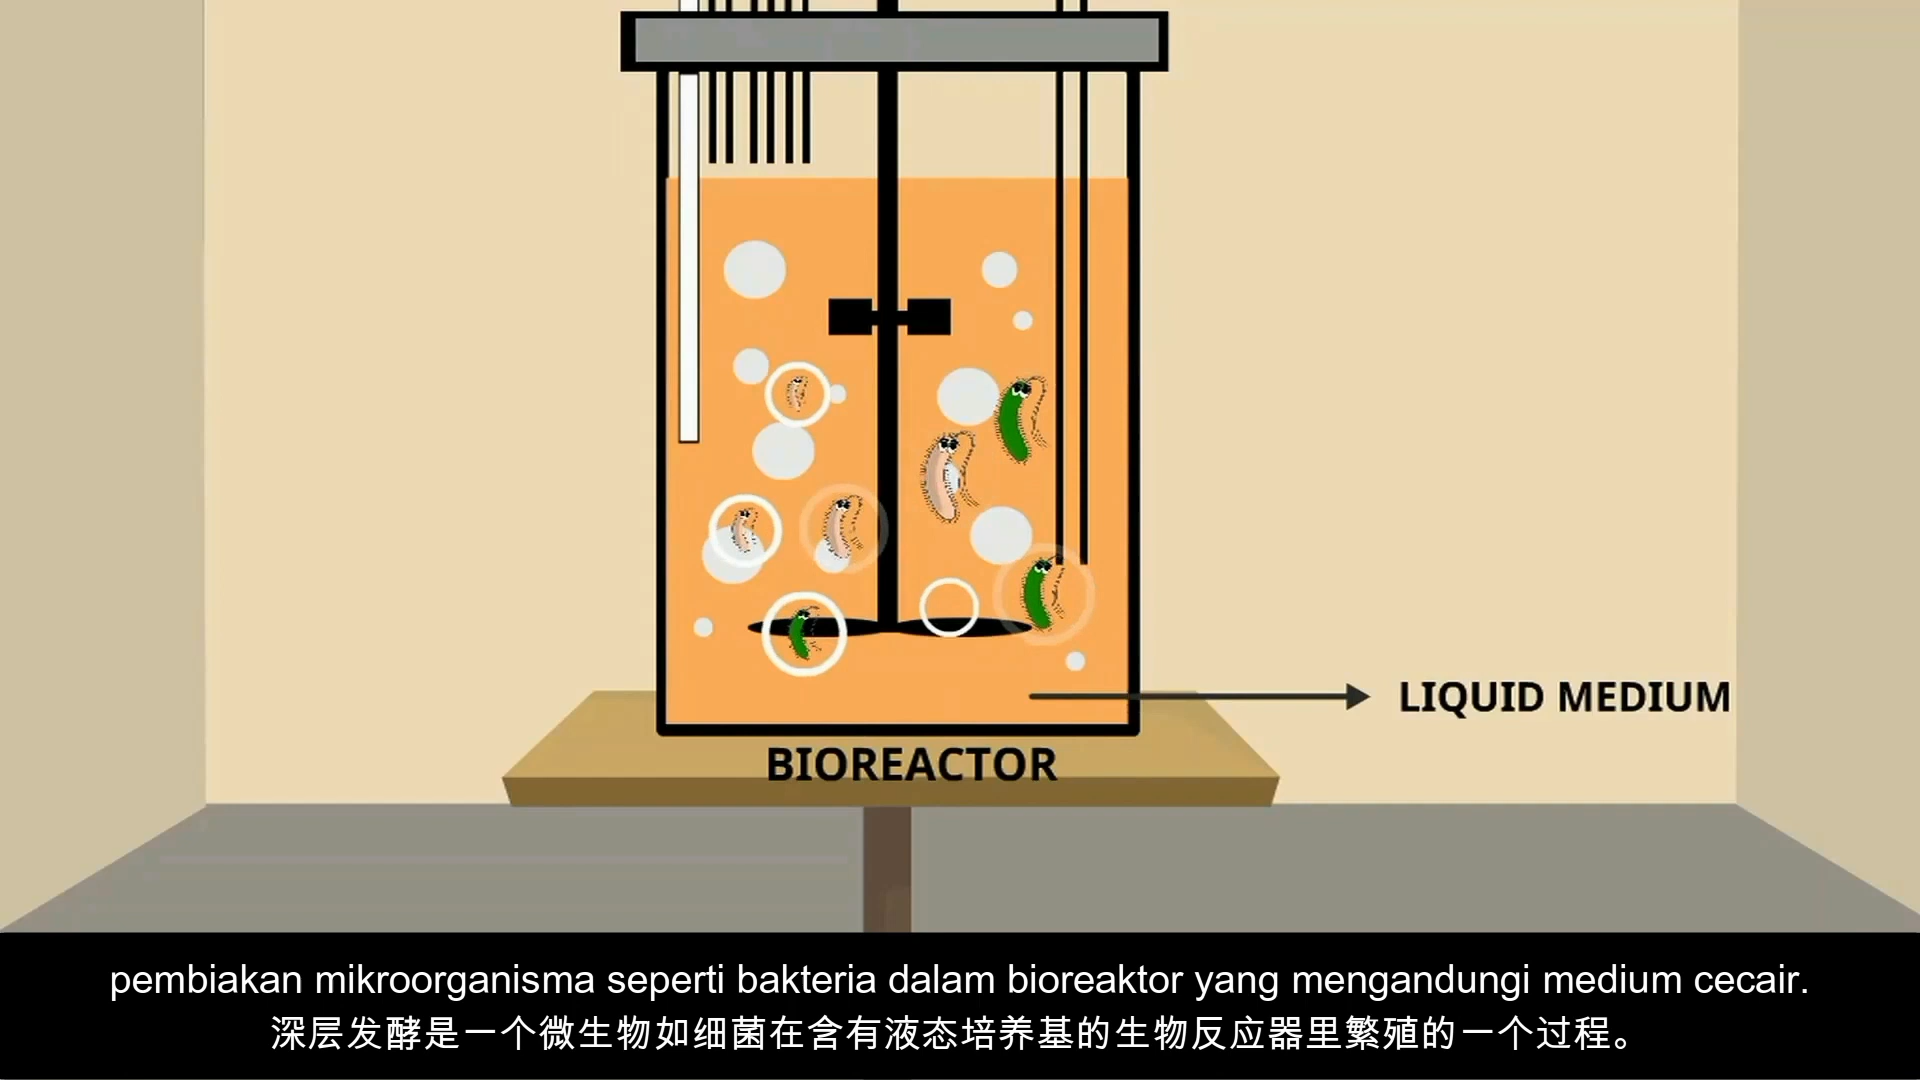 LIQUID MEDIUM
BIOREACTOR
pembiakan mikroorganisma seperti bakteria dalam bioreaktor yang mengandungi medium cecair.
深层发酵是一个微生物如细菌在含有液态培养基的生物反应器里繁殖的一个过程。